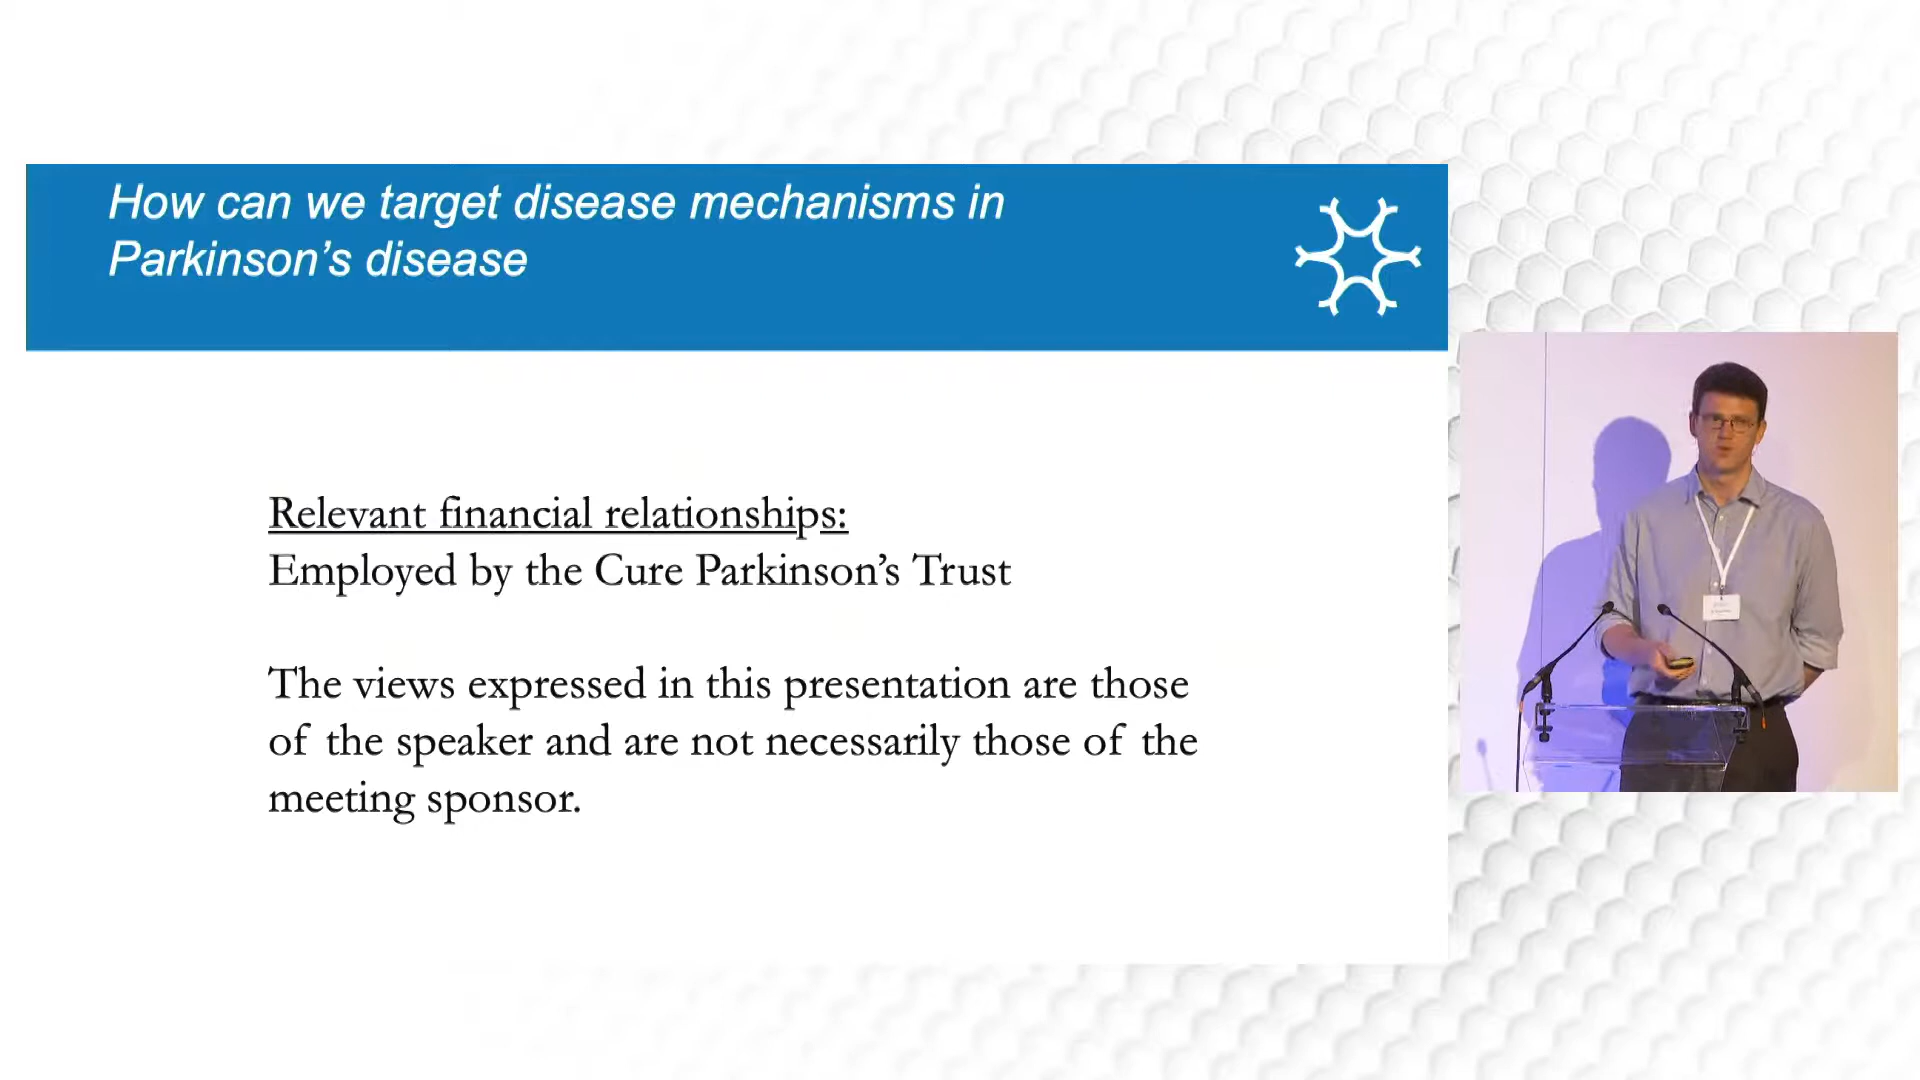 How can we target disease mechanisms in
Parkinson’s disease
Relevant financial relationships:
Employed by the Cure Parkinson’s Trust
The views expressed in this presentation are those
of the speaker and are not necessarily those of the
meeting sponsor.